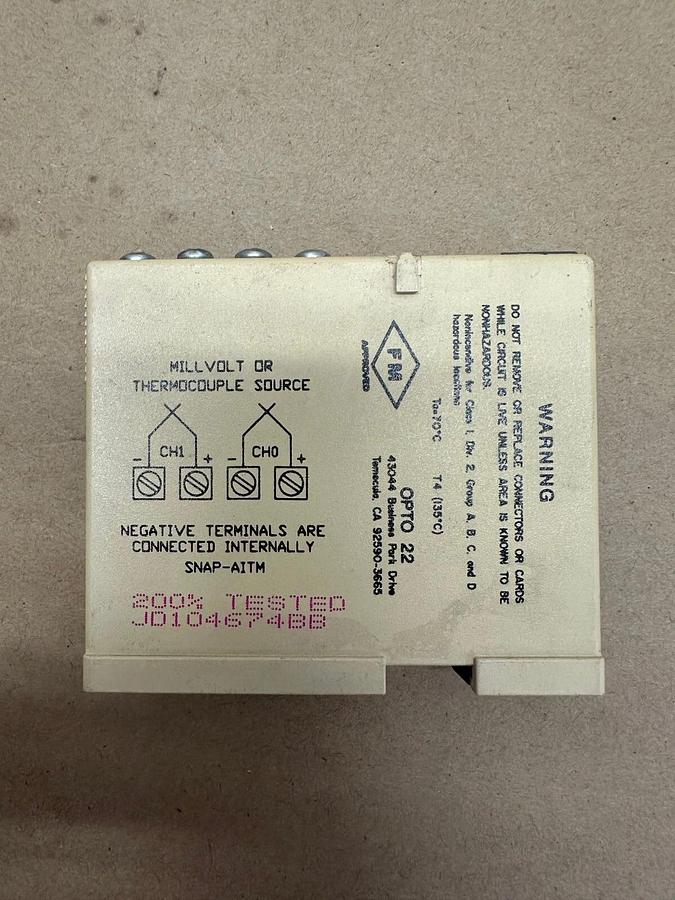 MILLVOLT OR
THERMOCOUPLE SOURCE
CH1 CH0
- + - +
NEGATIVE TERMINALS ARE
CONNECTED INTERNALLY
SNAP-AITM
200% TESTED
JD104674BB
WARNING
DO NOT REMOVE OR REPLACE CONNECTORS OR CARDS
WHILE CIRCUIT IS LIVE UNLESS AREA IS KNOWN TO BE
NONHAZARDOUS.
Nonincendive for Class I, Div. 2, Group A, B, C, and D
hazardous locations
Ta=70°C T4 (135°C)
FM
APPROVED
OPTO 22
43044 Business Park Drive
Temecula, CA 92590-3665